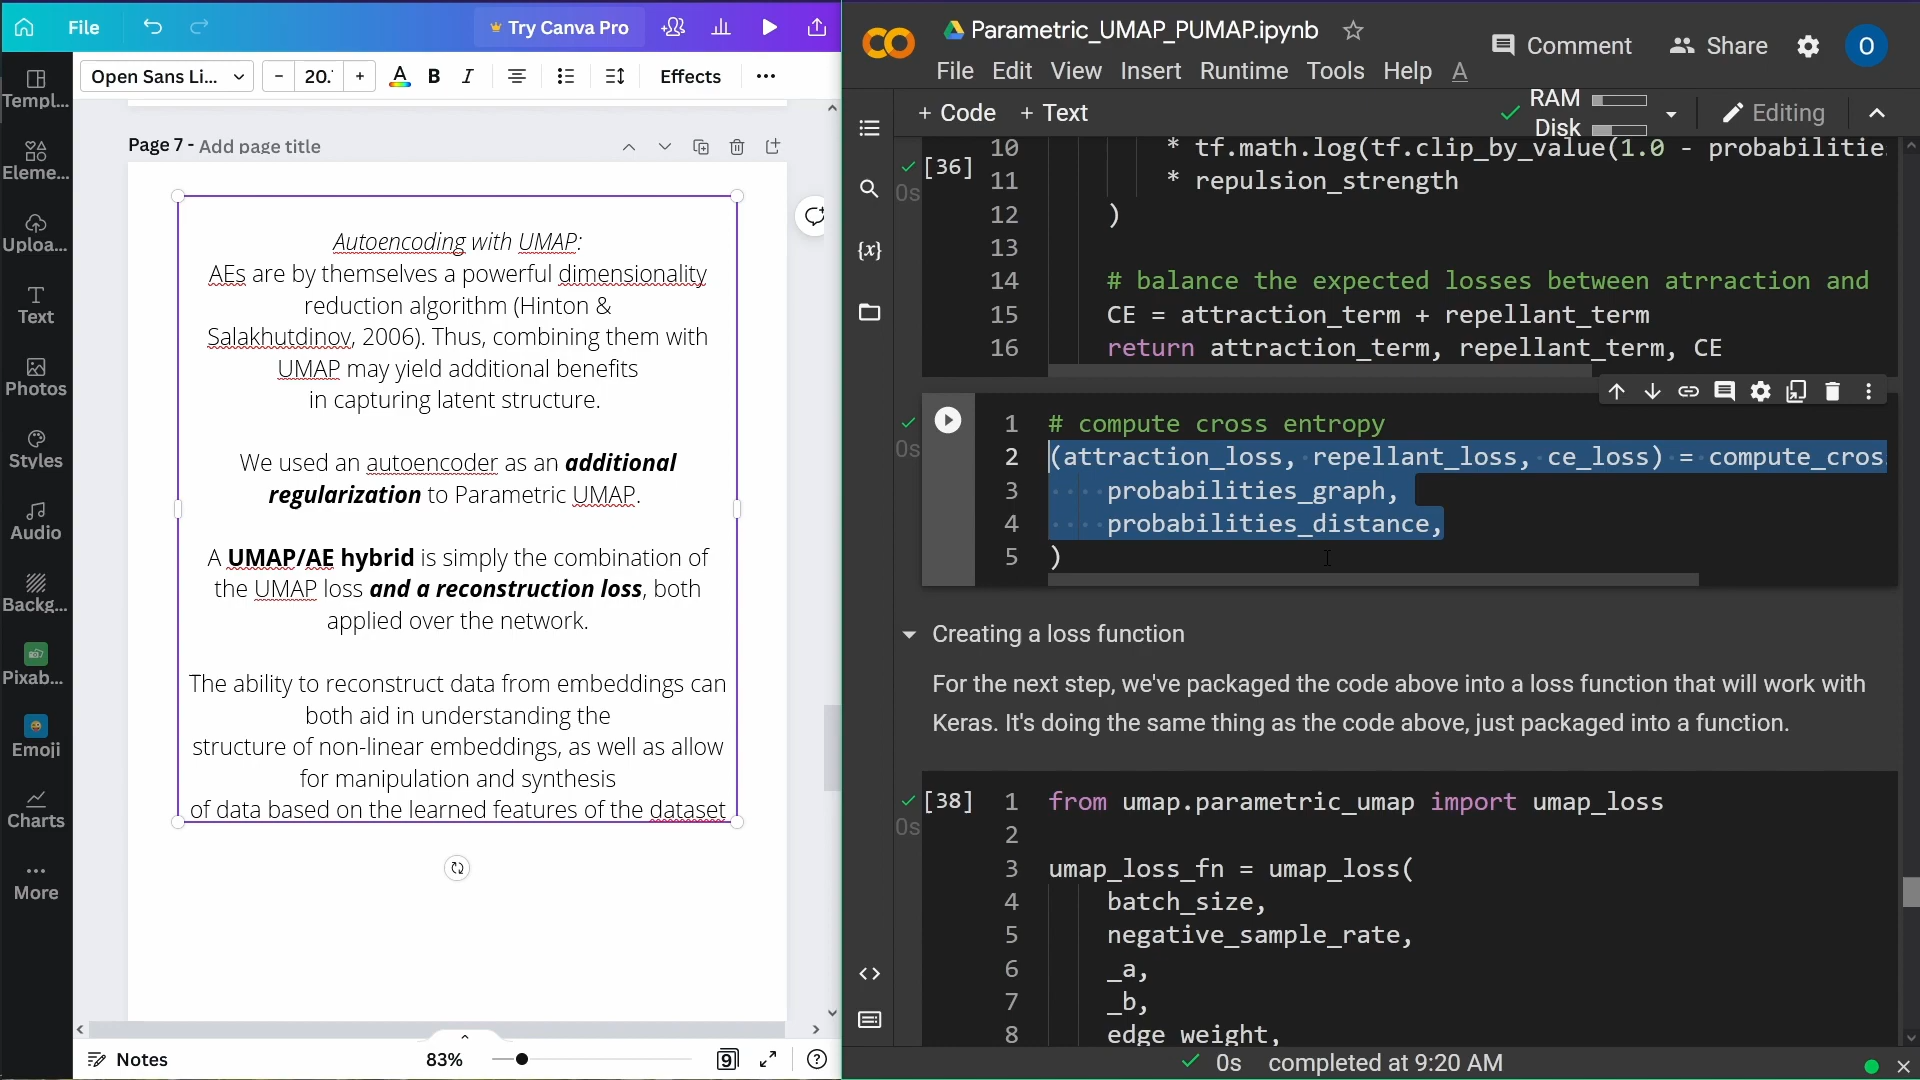 File
Try Canva Pro
Open Sans Li...
- 20. +
A
B
I
Effects
Templ...
Eleme...
Uploa...
Text
Photos
Styles
Audio
Backg...
Pixab...
Emoji
Charts
More
Page 7 - Add page title
Autoencoding with UMAP:
AEs are by themselves a powerful dimensionality
reduction algorithm (Hinton &
Salakhutdinov, 2006). Thus, combining them with
UMAP may yield additional benefits
in capturing latent structure.
We used an autoencoder as an additional
regularization to Parametric UMAP.
A UMAP/AE hybrid is simply the combination of
the UMAP loss and a reconstruction loss, both
applied over the network.
The ability to reconstruct data from embeddings can
both aid in understanding the
structure of non-linear embeddings, as well as allow
for manipulation and synthesis
of data based on the learned features of the dataset
Notes
83%
9
?
CO
Parametric_UMAP_PUMAP.ipynb
Comment
Share
O
File Edit View Insert Runtime Tools Help A
+ Code + Text
RAM
Disk
Editing
{x}
[36]
0s
10 * tf.math.log(tf.clip_by_value(1.0 - probabilitie
11 * repulsion_strength
12 )
13
14 # balance the expected losses between atrraction and
15 CE = attraction_term + repellant_term
16 return attraction_term, repellant_term, CE
0s
1 # compute cross entropy
2 (attraction_loss, repellant_loss, ce_loss) = compute_cros
3 probabilities_graph,
4 probabilities_distance,
5 )
Creating a loss function
For the next step, we've packaged the code above into a loss function that will work with
Keras. It's doing the same thing as the code above, just packaged into a function.
[38]
0s
1 from umap.parametric_umap import umap_loss
2
3 umap_loss_fn = umap_loss(
4 batch_size,
5 negative_sample_rate,
6 _a,
7 _b,
8 edge_weight,
0s completed at 9:20 AM